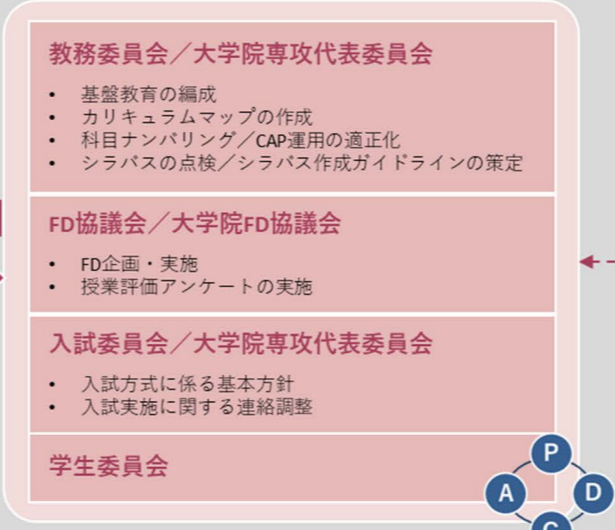 教務委員会／大学院専攻代表委員会
• 基盤教育の編成
• カリキュラムマップの作成
• 科目ナンバリング／CAP運用の適正化
• シラバスの点検／シラバス作成ガイドラインの策定
FD協議会／大学院FD協議会
• FD企画・実施
• 授業評価アンケートの実施
入試委員会／大学院専攻代表委員会
• 入試方式に係る基本方針
• 入試実施に関する連絡調整
学生委員会
P
A
D
C